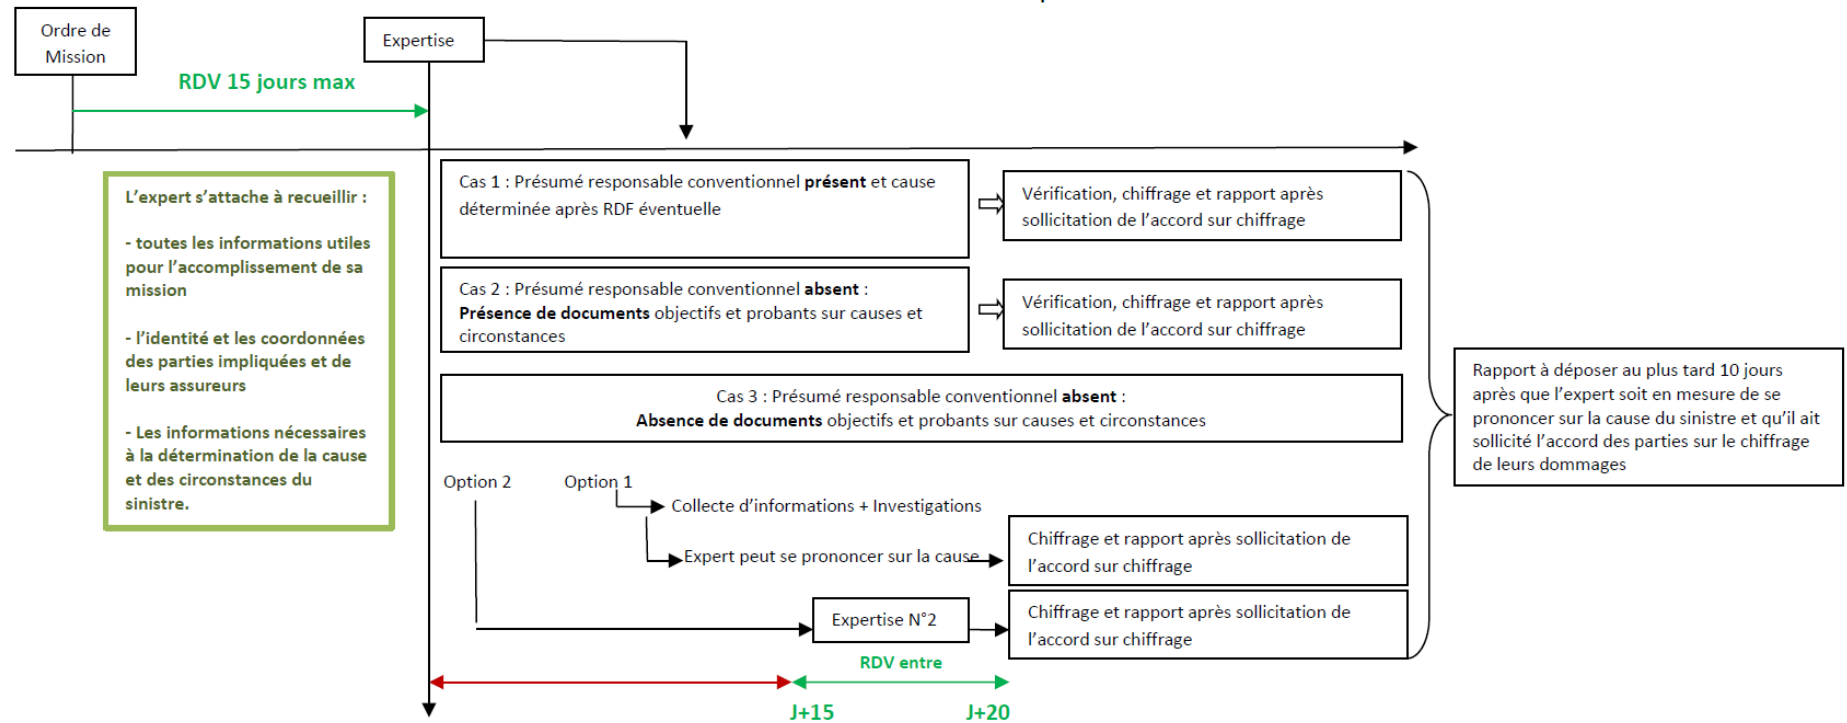 Ordre de
Mission
Expertise
RDV 15 jours max
L'expert s'attache à recueillir :
- toutes les informations utiles
pour l'accomplissement de sa
mission
- l'identité et les coordonnées
des parties impliquées et de
leurs assureurs
- Les informations nécessaires
à la détermination de la cause
et des circonstances du
sinistre.
Cas 1 : Présumé responsable conventionnel présent et cause
déterminée après RDF éventuelle
Vérification, chiffrage et rapport après
sollicitation de l'accord sur chiffrage
Cas 2 : Présumé responsable conventionnel absent :
Présence de documents objectifs et probants sur causes et
circonstances
Vérification, chiffrage et rapport après
sollicitation de l'accord sur chiffrage
Cas 3 : Présumé responsable conventionnel absent :
Absence de documents objectifs et probants sur causes et circonstances
Rapport à déposer au plus tard 10 jours
après que l'expert soit en mesure de se
prononcer sur la cause du sinistre et qu'il ait
sollicité l'accord des parties sur le chiffrage
de leurs dommages
Option 2
Option 1
Collecte d'informations + Investigations
Expert peut se prononcer sur la cause
Chiffrage et rapport après sollicitation de
l'accord sur chiffrage
Expertise N°2
Chiffrage et rapport après sollicitation de
l'accord sur chiffrage
RDV entre
J+15
J+20